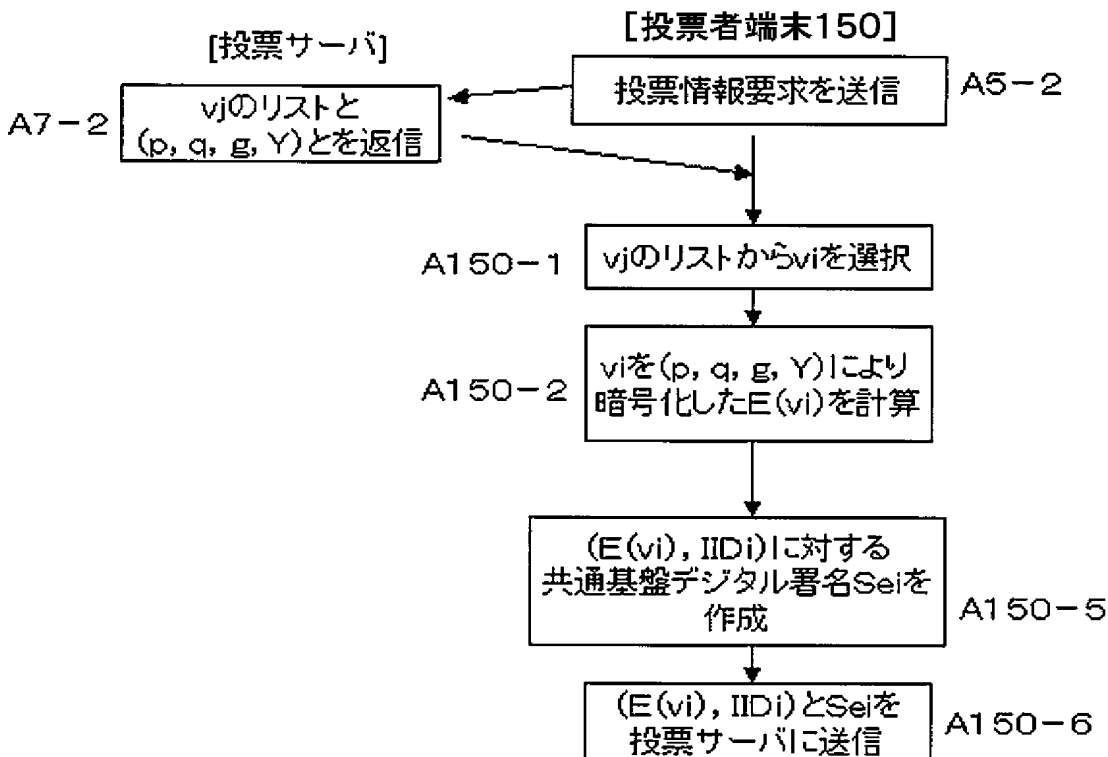 [投票者端末150]
[投票サーバ]
投票情報要求を送信
A5-2
A7-2
vjのリストと
(p, q, g, Y)とを返信
A150-1
vjのリストからviを選択
A150-2
viを(p, q, g, Y)により
暗号化したE(vi)を計算
(E(vi), IIDi)に対する
共通基盤デジタル署名Seiを
作成
A150-5
(E(vi), IIDi)とSeiを
投票サーバに送信
A150-6